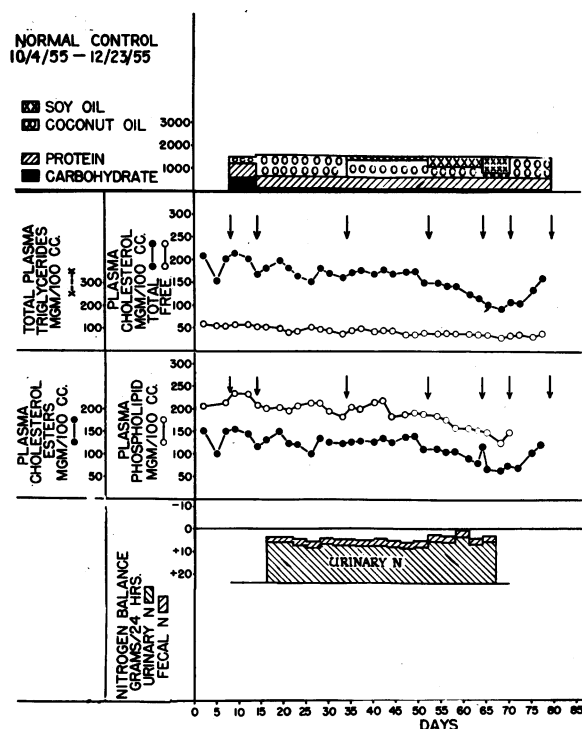 NORMAL CONTROL
10/4/55 — 12/23/55
SOY OIL
COCONUT OIL
PROTEIN
CARBOHYDRATE
3000
2000
1000
TOTAL PLASMA
TRIGLYCERIDES
MGM/100 CC.
x---x
300
200
100
PLASMA
CHOLESTEROL
MGM/100 CC.
TOTAL
FREE
300
250
200
150
100
50
PLASMA
CHOLESTEROL
ESTERS
MGM/100 CC.
200
150
100
50
PLASMA
PHOSPHOLIPID
MGM/100 CC.
300
250
200
150
100
50
NITROGEN BALANCE
GRAMS/24 HRS.
URINARY N
FECAL N
-10
0
+10
+20
URINARY N
0 5 10 15 19 25 30 35 40 45 50 55 60 65 70 75 80 85
DAYS